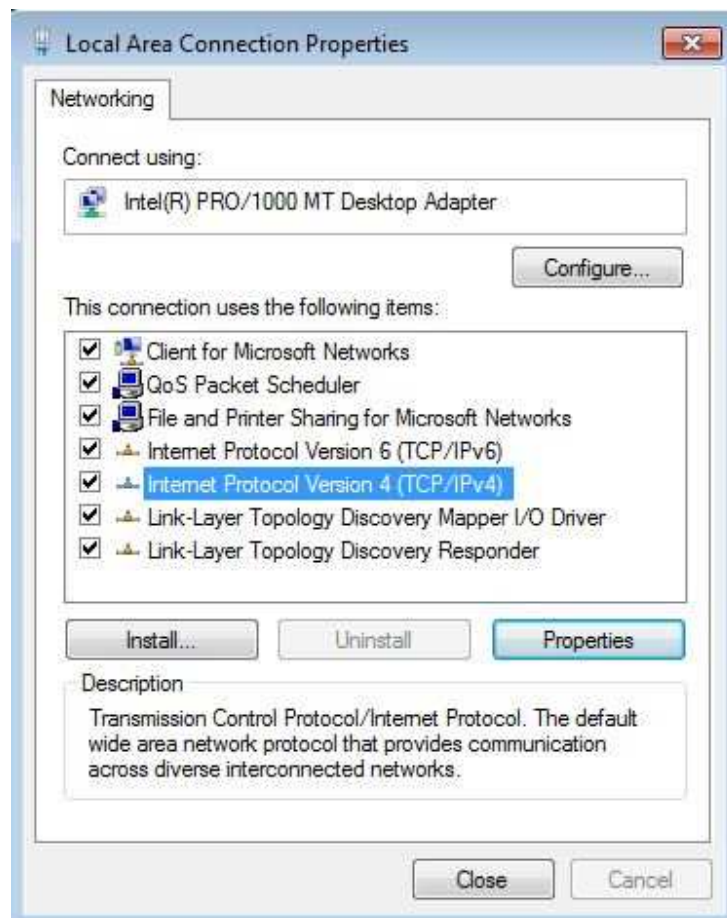 Local Area Connection Properties
Networking
Connect using:
Intel(R) PRO/1000 MT Desktop Adapter
Configure...
This connection uses the following items:
Client for Microsoft Networks
QoS Packet Scheduler
File and Printer Sharing for Microsoft Networks
Internet Protocol Version 6 (TCP/IPv6)
Internet Protocol Version 4 (TCP/IPv4)
Link-Layer Topology Discovery Mapper I/O Driver
Link-Layer Topology Discovery Responder
Install... Uninstall Properties
Description
Transmission Control Protocol/Internet Protocol. The default
wide area network protocol that provides communication
across diverse interconnected networks.
Close Cancel